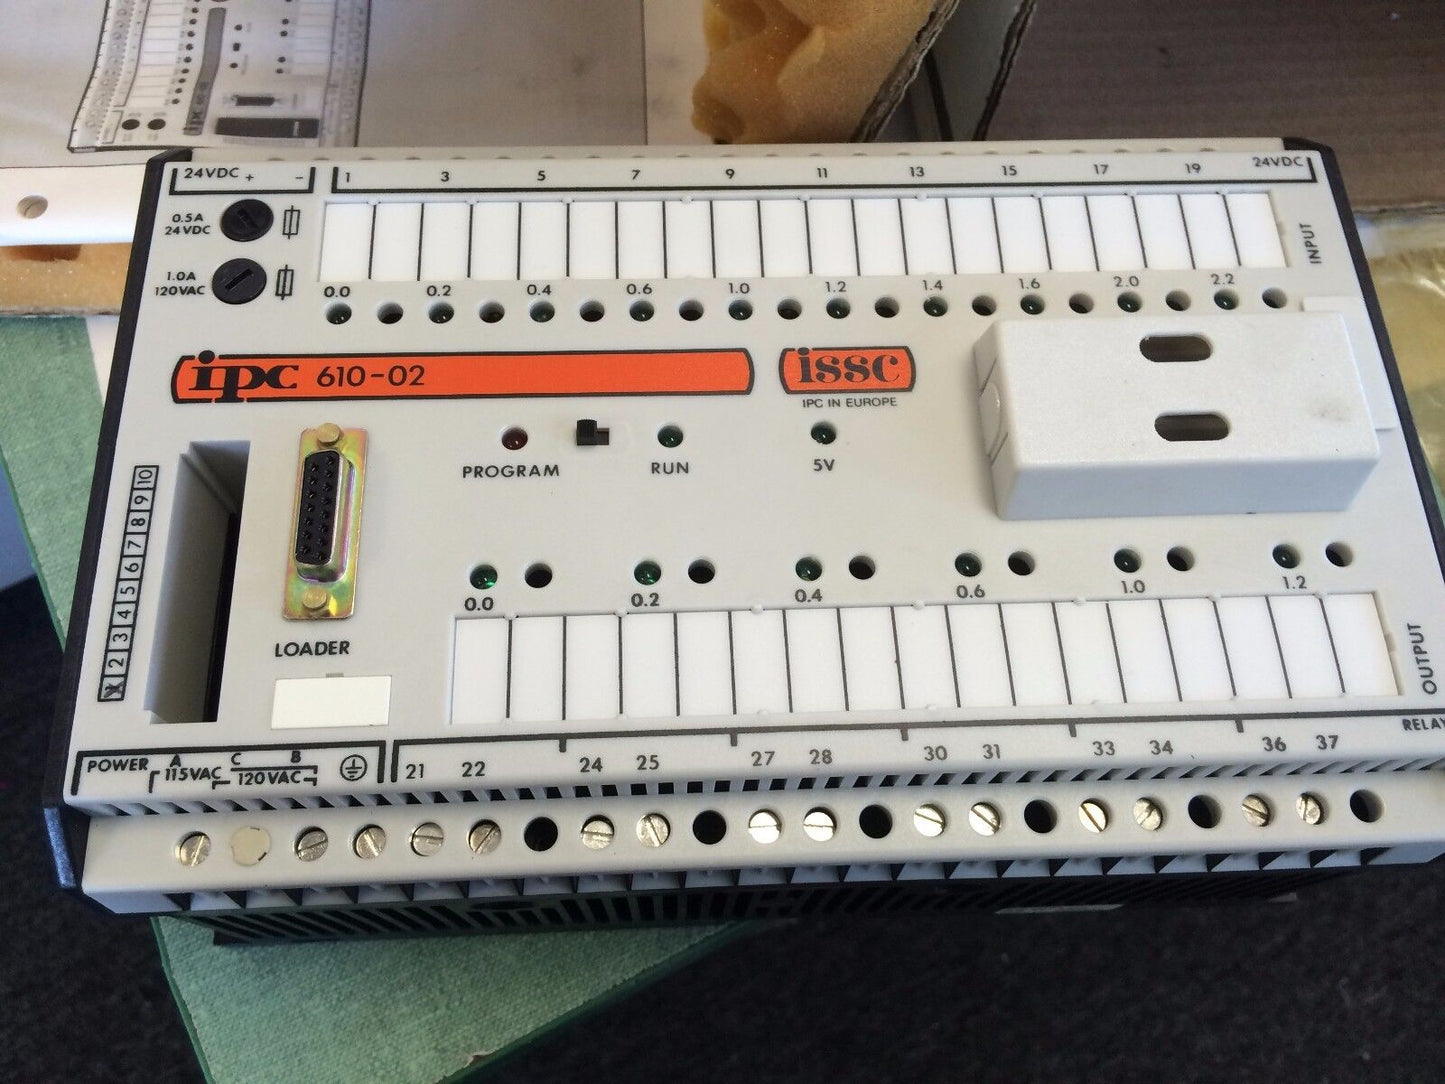 24VDC + - 1 3 5 7 9 11 13 15 17 19 24VDC
0.5A
24VDC
1.0A
120VAC
INPUT
0.0 0.2 0.4 0.6 1.0 1.2 1.4 1.6 2.0 2.2
ipc 610-02
issc
IPC IN EUROPE
PROGRAM RUN 5V
2 3 4 5 6 7 8 9 10
LOADER
0.0 0.2 0.4 0.6 1.0 1.2
OUTPUT
RELAY
POWER A C B
115VAC 120VAC
21 22 24 25 27 28 30 31 33 34 36 37
ipc